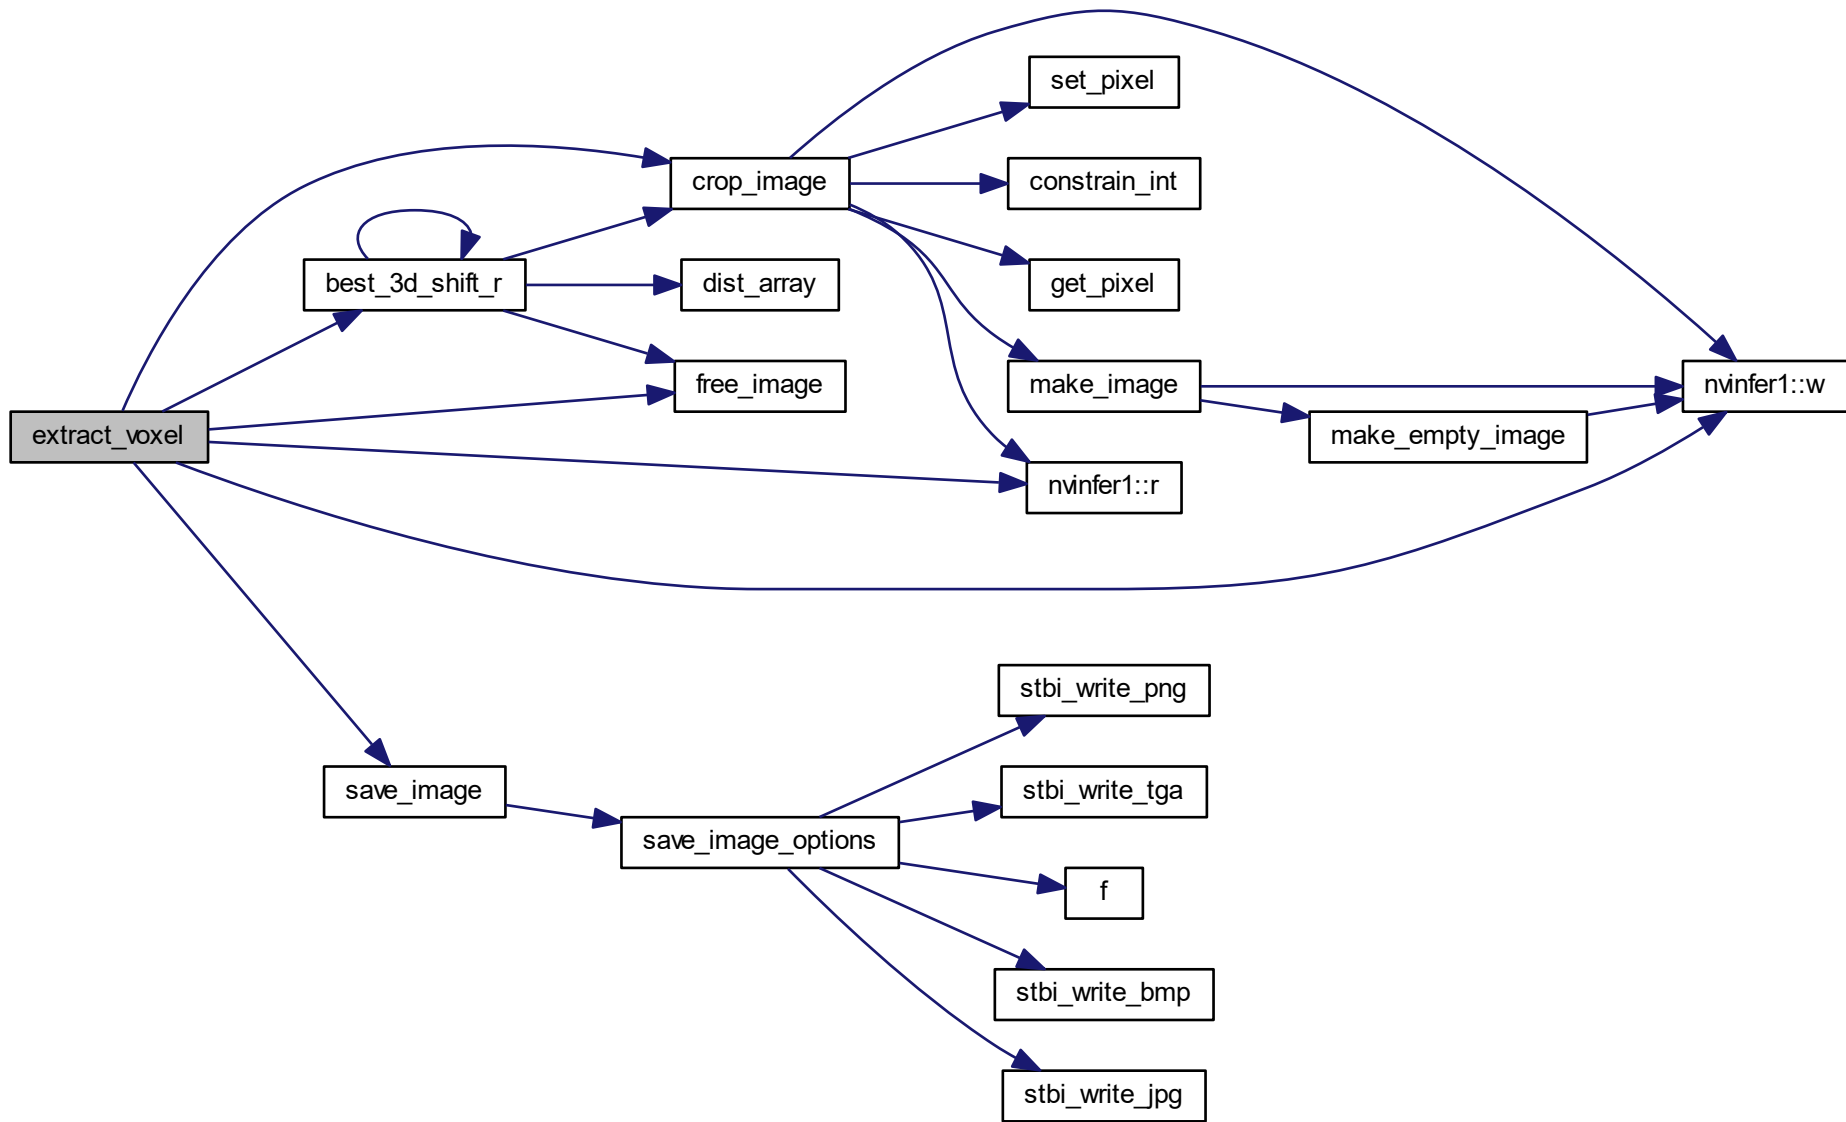 set_pixel
crop_image
constrain_int
best_3d_shift_r
dist_array
get_pixel
free_image
make_image
nvinfer1::w
extract_voxel
make_empty_image
nvinfer1::r
stbi_write_png
save_image
stbi_write_tga
save_image_options
f
stbi_write_bmp
stbi_write_jpg